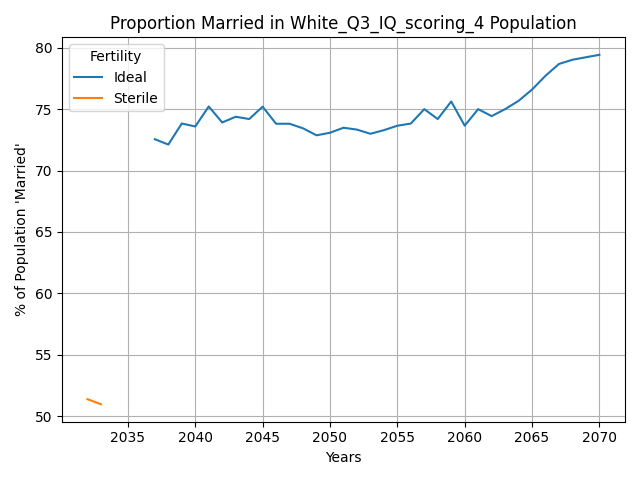 Proportion Married in White_Q3_IQ_scoring_4 Population
% of Population 'Married'
80
75
70
65
60
55
50
Fertility
Ideal
Sterile
2035 2040 2045 2050 2055 2060 2065 2070
Years